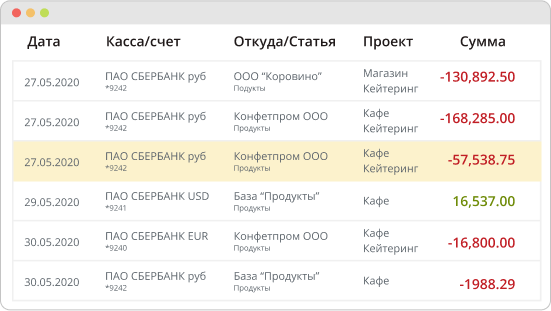 Дата Касса/счет Откуда/Статья Проект Сумма
27.05.2020 ПАО СБЕРБАНК руб ООО “Коровино” Магазин -130,892.50
*9242 Подукты Кейтеринг
27.05.2020 ПАО СБЕРБАНК руб Конфетпром ООО Кафе -168,285.00
*9242 Продукты Кейтеринг
27.05.2020 ПАО СБЕРБАНК руб Конфетпром ООО Кафе -57,538.75
*9242 Продукты Кейтеринг
29.05.2020 ПАО СБЕРБАНК USD База “Продукты” Кафе 16,537.00
*9241 Продукты
30.05.2020 ПАО СБЕРБАНК EUR Конфетпром ООО Кафе -16,800.00
*9240 Продукты Кейтеринг
30.05.2020 ПАО СБЕРБАНК руб База “Продукты” Кафе -1988.29
*9242 Продукты